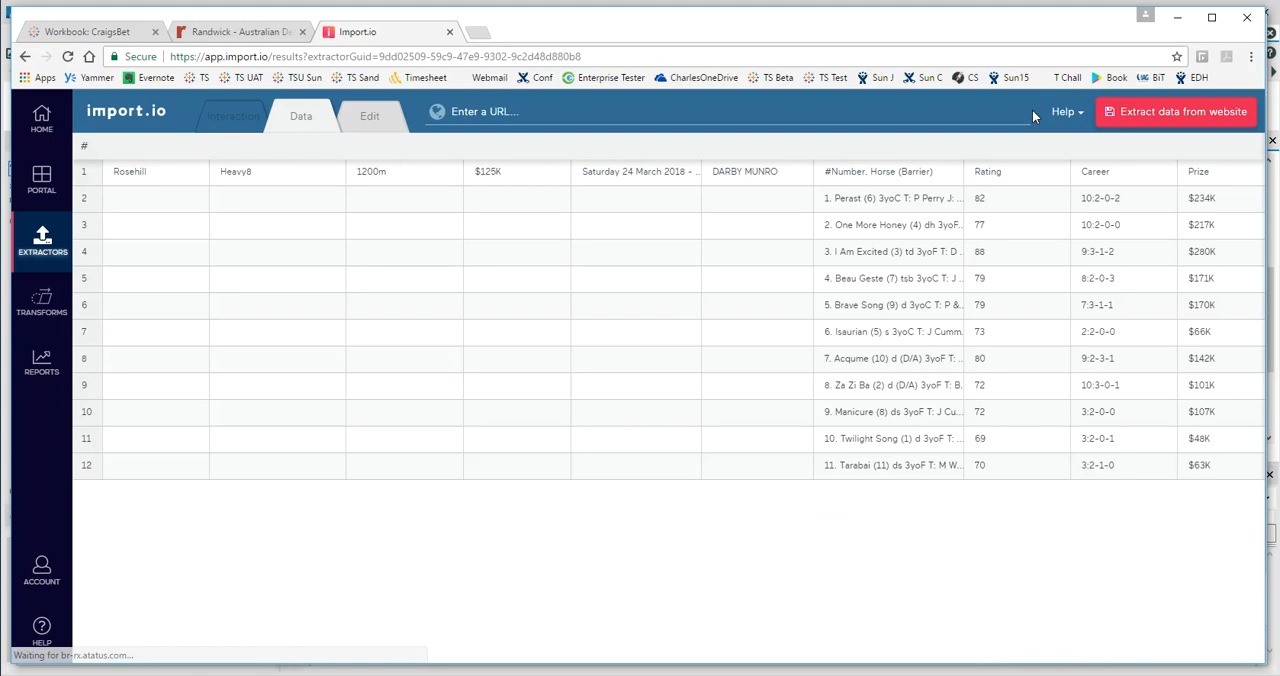 Workbook: CraigsBet
Randwick - Australian De
Import.io
Secure https://app.import.io/results?extractorGuid=9dd02509-59c9-47e9-9302-9c2d48d880b8
Apps Yammer Evernote TS TS UAT TSU Sun TS Sand Timesheet Webmail Conf Enterprise Tester CharlesOneDrive TS Beta TS Test Sun J Sun C CS Sun15 T Chall Book BiT EDH
import.io Interaction Data Edit Enter a URL... Help Extract data from website
HOME
PORTAL
EXTRACTORS
TRANSFORMS
REPORTS
ACCOUNT
HELP
#
1 Rosehill Heavy8 1200m $125K Saturday 24 March 2018 - .. DARBY MUNRO #Number. Horse (Barrier) Rating Career Prize
2 1. Perast (6) 3yoC T: P Perry J: ... 82 10:2-0-2 $234K
3 2. One More Honey (4) dh 3yoF.. 77 10:2-0-0 $217K
4 3. I Am Excited (3) td 3yoF T: D .. 88 9:3-1-2 $280K
5 4. Beau Geste (7) tsb 3yoC T: J .. 79 8:2-0-3 $171K
6 5. Brave Song (9) d 3yoC T: P &.. 79 7:3-1-1 $170K
7 6. Isaurian (5) s 3yoC T: J Cumm.. 73 2:2-0-0 $66K
8 7. Acqume (10) d (D/A) 3yoF T: .. 80 9:2-3-1 $142K
9 8. Za Zi Ba (2) d (D/A) 3yoF T: B.. 72 10:3-0-1 $101K
10 9. Manicure (8) ds 3yoF T: J Cu... 72 3:2-0-0 $107K
11 10. Twilight Song (1) d 3yoF T: ... 69 3:2-0-1 $48K
12 11. Tarabai (11) ds 3yoF T: M W... 70 3:2-1-0 $63K
Waiting for br-rx.atatus.com...